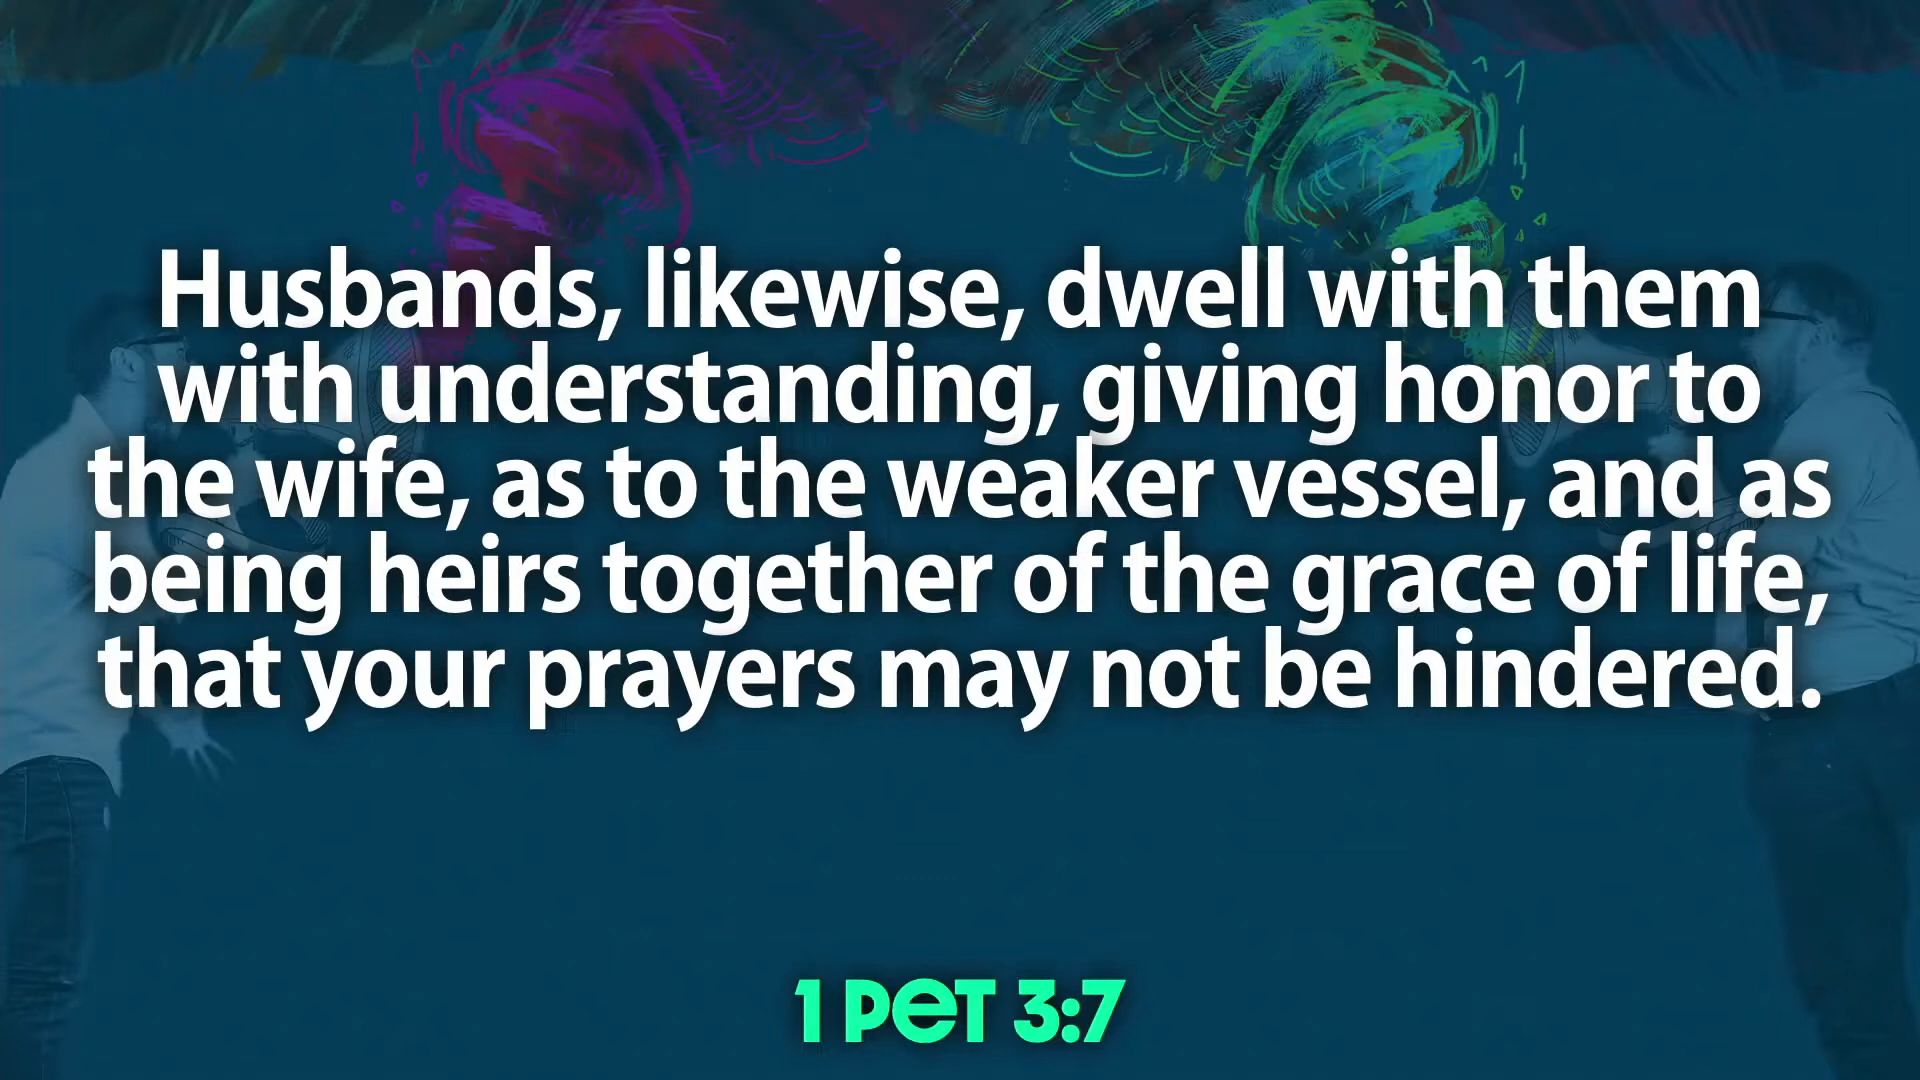 Husbands, likewise, dwell with them
with understanding, giving honor to
the wife, as to the weaker vessel, and as
being heirs together of the grace of life,
that your prayers may not be hindered.
1 PeT 3:7